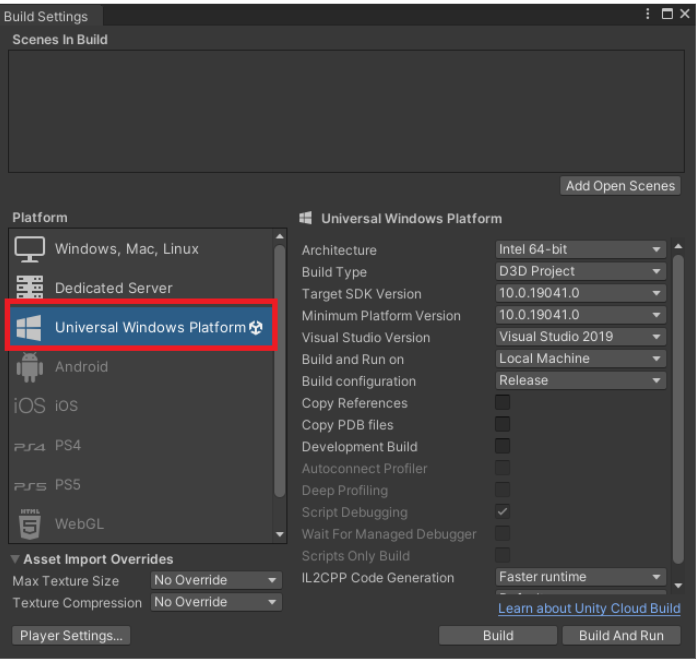 Build Settings
Scenes In Build
Add Open Scenes
Platform
Windows, Mac, Linux
Dedicated Server
Universal Windows Platform
Android
iOS iOS
PS4 PS4
PS5 PS5
HTML
5 WebGL
Asset Import Overrides
Max Texture Size No Override
Texture Compression No Override
Player Settings...
Universal Windows Platform
Architecture Intel 64-bit
Build Type D3D Project
Target SDK Version 10.0.19041.0
Minimum Platform Version 10.0.19041.0
Visual Studio Version Visual Studio 2019
Build and Run on Local Machine
Build configuration Release
Copy References
Copy PDB files
Development Build
Autoconnect Profiler
Deep Profiling
Script Debugging
Wait For Managed Debugger
Scripts Only Build
IL2CPP Code Generation Faster runtime
Learn about Unity Cloud Build
Build Build And Run